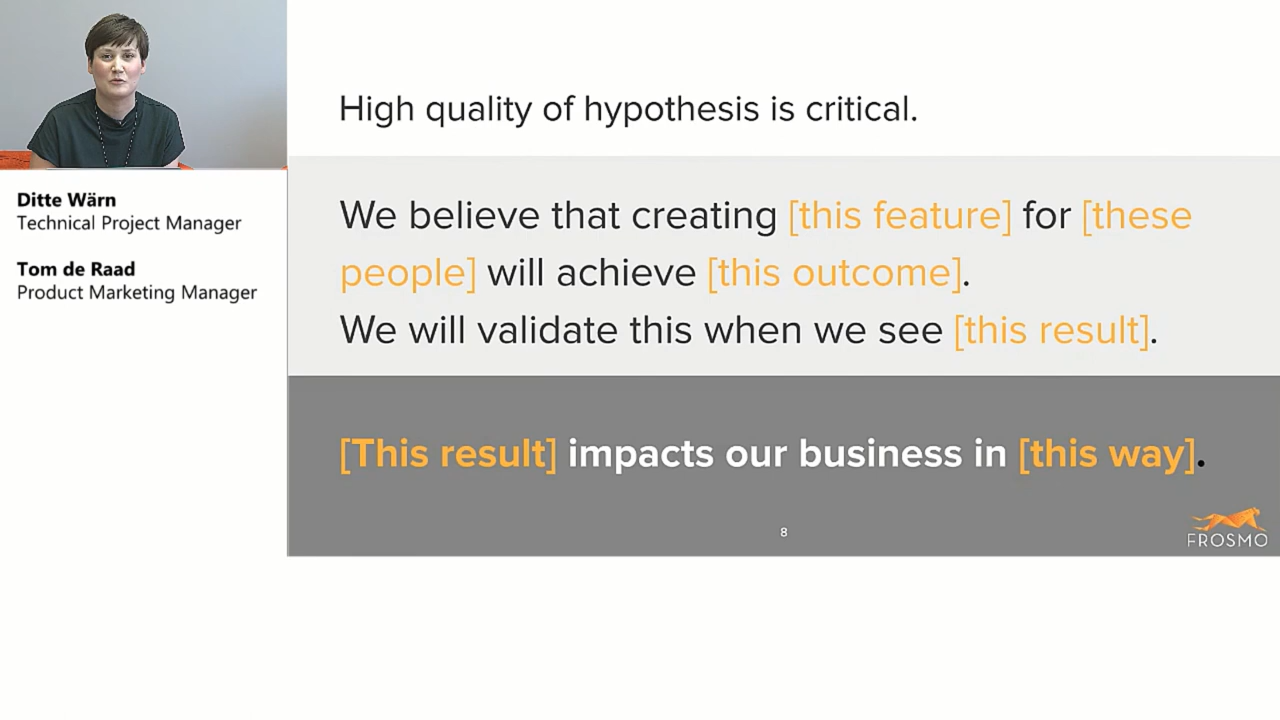 Ditte Wärn
Technical Project Manager
Tom de Raad
Product Marketing Manager
High quality of hypothesis is critical.
We believe that creating [this feature] for [these
people] will achieve [this outcome].
We will validate this when we see [this result].
[This result] impacts our business in [this way].
8
FROSMO